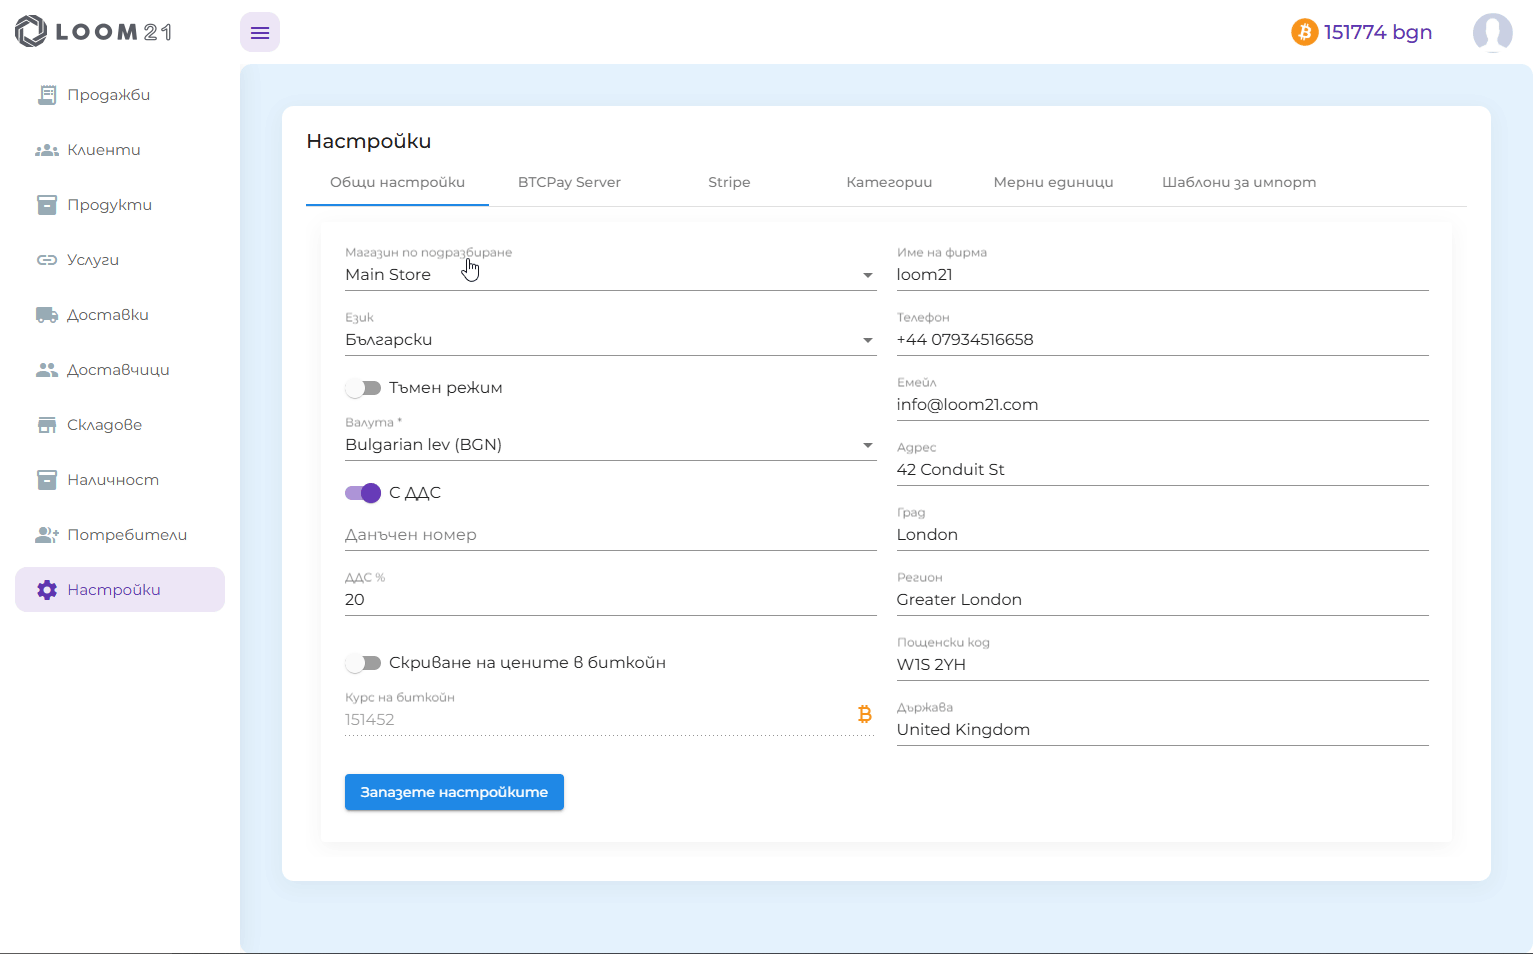 LOOM 21
151774 bgn
Продажби
Клиенти
Продукти
Услуги
Доставки
Доставчици
Складове
Наличност
Потребители
Настройки
Настройки
Общи настройки BTCPay Server Stripe Категории Мерни единици Шаблони за импорт
Магазин по подразбиране
Main Store
Език
Български
Тъмен режим
Валута *
Bulgarian lev (BGN)
С ДДС
Данъчен номер
ДДС %
20
Скриване на цените в биткойн
Курс на биткойн
151452
Запазете настройките
Име на фирма
loom21
Телефон
+44 07934516658
Емейл
info@loom21.com
Адрес
42 Conduit St
Град
London
Регион
Greater London
Пощенски код
W1S 2YH
Държава
United Kingdom